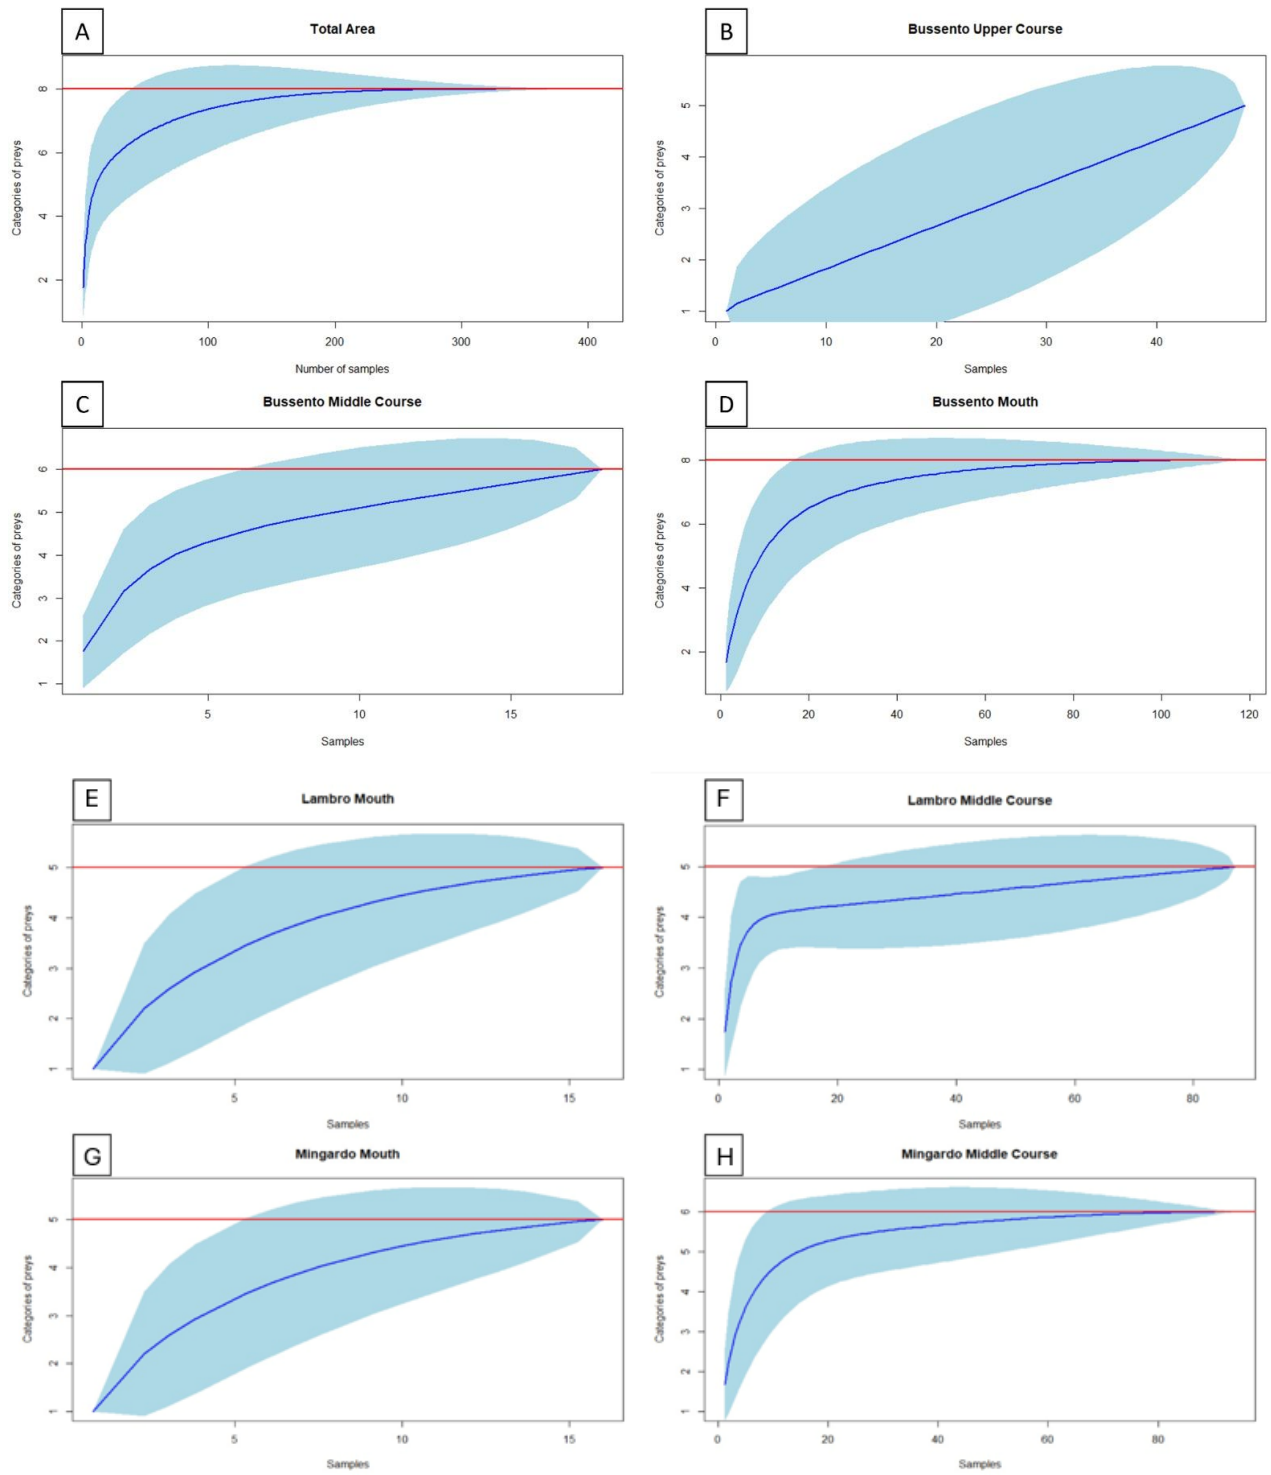 A
Total Area
Categories of preys
2
4
6
8
0
100
200
300
400
Number of samples
B
Bussento Upper Course
Categories of preys
1
2
3
4
5
0
10
20
30
40
Samples
C
Bussento Middle Course
Categories of preys
1
2
3
4
5
6
5
10
15
Samples
D
Bussento Mouth
Categories of preys
2
4
6
8
0
20
40
60
80
100
120
Samples
E
Lambro Mouth
Categories of preys
1
2
3
4
5
5
10
15
Samples
F
Lambro Middle Course
Categories of preys
1
2
3
4
5
0
20
40
60
80
Samples
G
Mingardo Mouth
Categories of preys
1
2
3
4
5
5
10
15
Samples
H
Mingardo Middle Course
Categories of preys
1
2
3
4
5
6
0
20
40
60
80
Samples